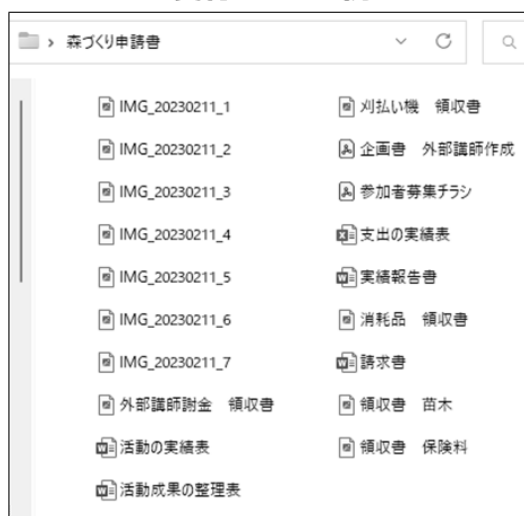 森づくり申請書
IMG_20230211_1
IMG_20230211_2
IMG_20230211_3
IMG_20230211_4
IMG_20230211_5
IMG_20230211_6
IMG_20230211_7
外部講師謝金　領収書
活動の実績表
活動成果の整理表
刈払い機　領収書
企画書　外部講師作成
参加者募集チラシ
支出の実績表
実績報告書
消耗品　領収書
請求書
領収書　苗木
領収書　保険料